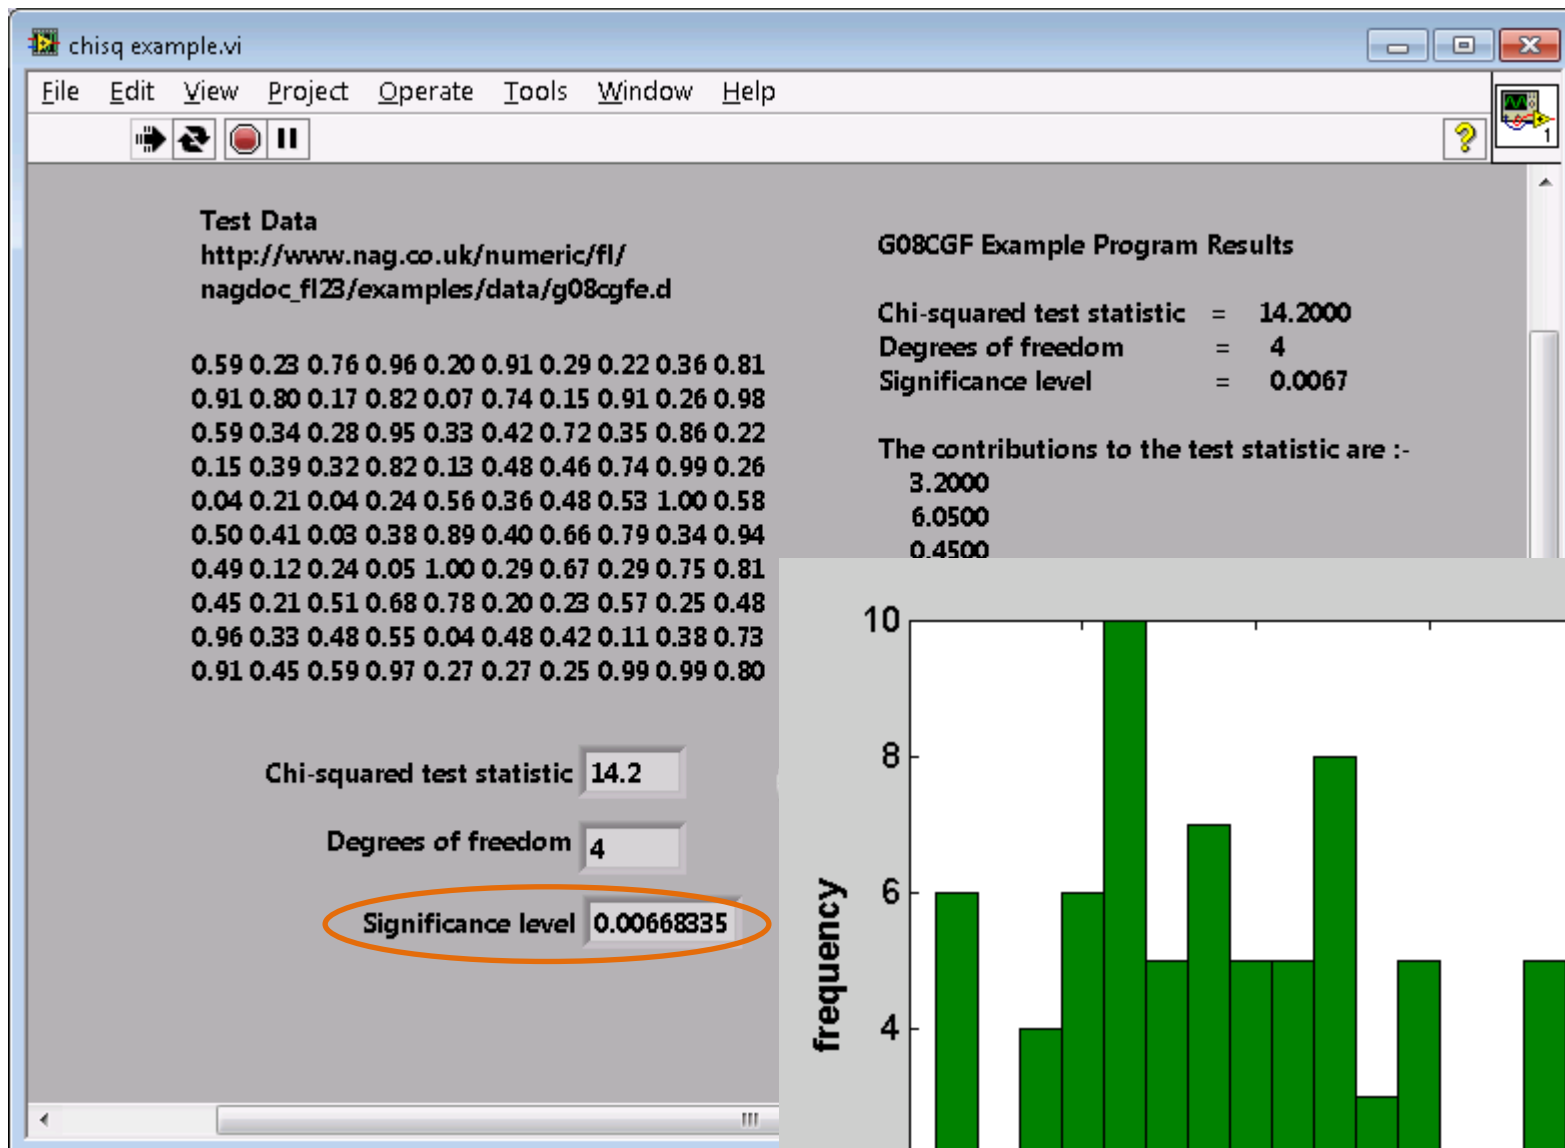 chisq example.vi
File Edit View Project Operate Tools Window Help
1
Test Data
http://www.nag.co.uk/numeric/fl/
nagdoc_fl23/examples/data/g08cgfe.d
0.59 0.23 0.76 0.96 0.20 0.91 0.29 0.22 0.36 0.81
0.91 0.80 0.17 0.82 0.07 0.74 0.15 0.91 0.26 0.98
0.59 0.34 0.28 0.95 0.33 0.42 0.72 0.35 0.86 0.22
0.15 0.39 0.32 0.82 0.13 0.48 0.46 0.74 0.99 0.26
0.04 0.21 0.04 0.24 0.56 0.36 0.48 0.53 1.00 0.58
0.50 0.41 0.03 0.38 0.89 0.40 0.66 0.79 0.34 0.94
0.49 0.12 0.24 0.05 1.00 0.29 0.67 0.29 0.75 0.81
0.45 0.21 0.51 0.68 0.78 0.20 0.23 0.57 0.25 0.48
0.96 0.33 0.48 0.55 0.04 0.48 0.42 0.11 0.38 0.73
0.91 0.45 0.59 0.97 0.27 0.27 0.25 0.99 0.99 0.80
Chi-squared test statistic 14.2
Degrees of freedom 4
Significance level 0.00668335
G08CGF Example Program Results
Chi-squared test statistic = 14.2000
Degrees of freedom = 4
Significance level = 0.0067
The contributions to the test statistic are :-
3.2000
6.0500
0.4500
10
8
6
4
frequency